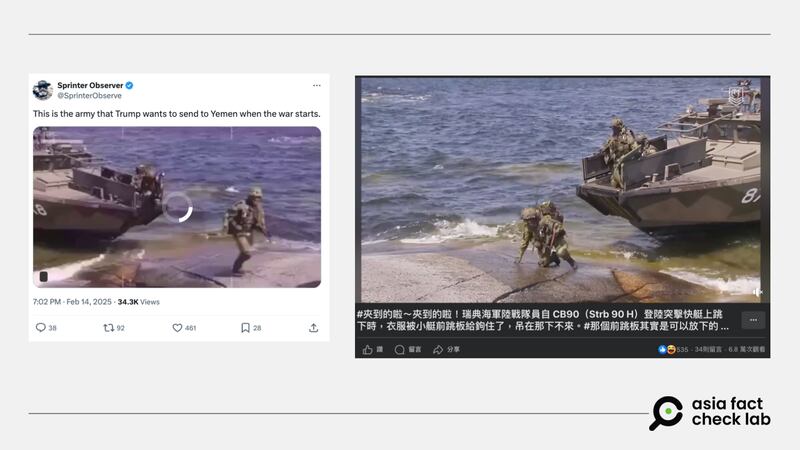 Sprinter Observer
@SprinterObserve
This is the army that Trump wants to send to Yemen when the war starts.
7:02 PM · Feb 14, 2025 · 34.3K Views
38
92
461
28
8
87
#夾到的啦～夾到的啦！瑞典海軍陸戰隊員自 CB90（Strb 90 H）登陸突擊快艇上跳
下時，衣服被小艇前跳板給鉤住了，吊在那下不來。#那個前跳板其實是可以放下的 ...
讚
留言
分享
535 · 34則留言 · 6.8 萬次觀看
asia fact
check lab